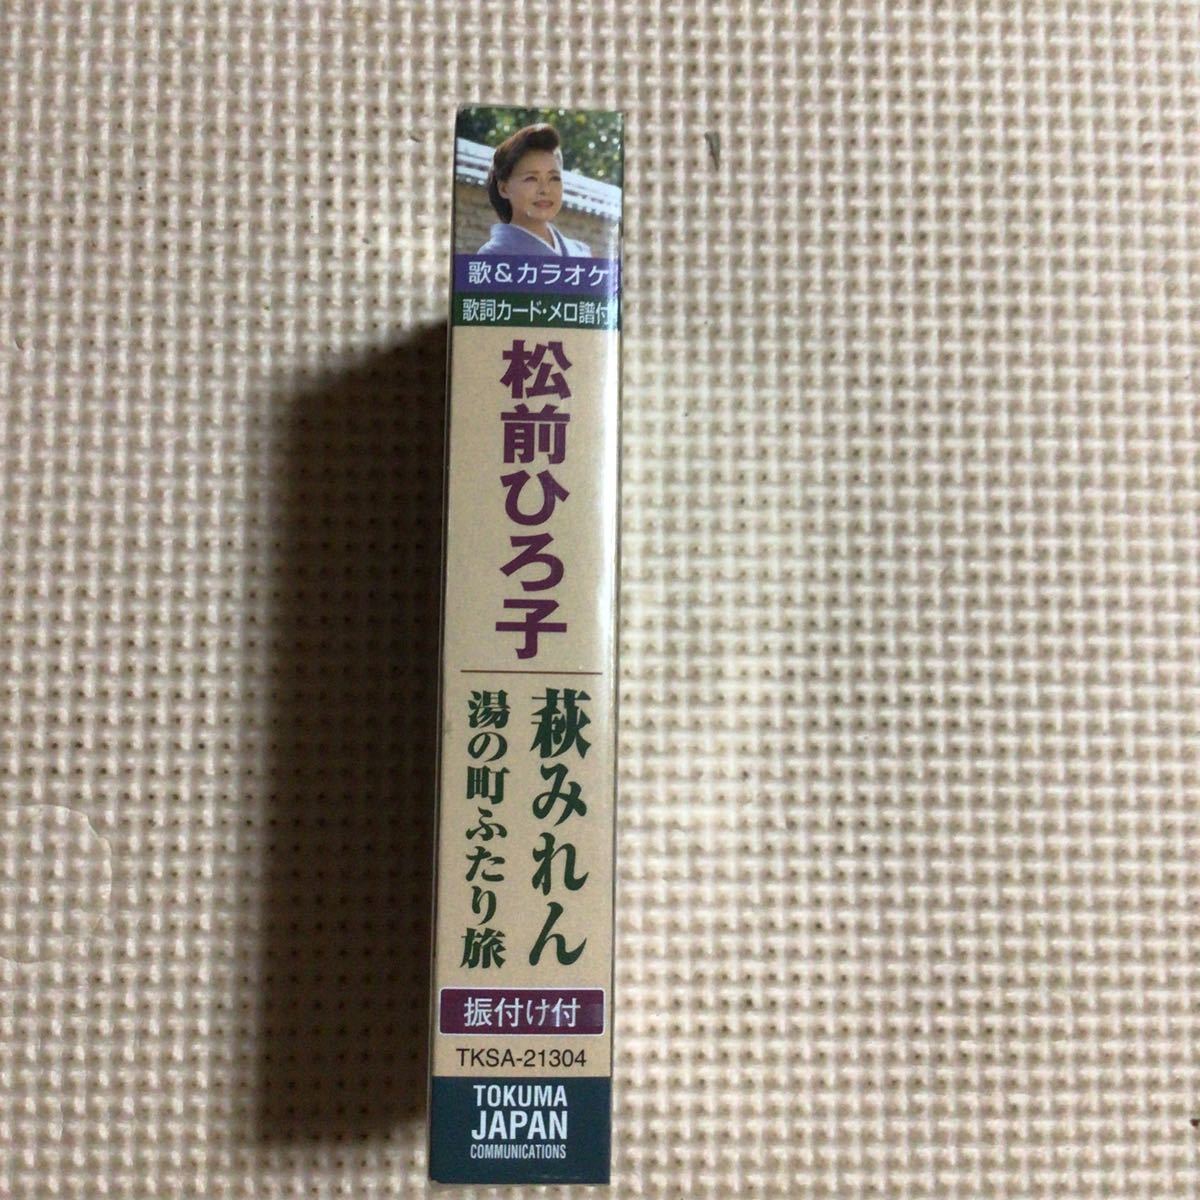 歌&カラオケ
歌詞カード・メロ譜付
松前ひろ子
萩みれん
湯の町ふたり旅
振付け付
TKSA-21304
TOKUMA
JAPAN
COMMUNICATIONS